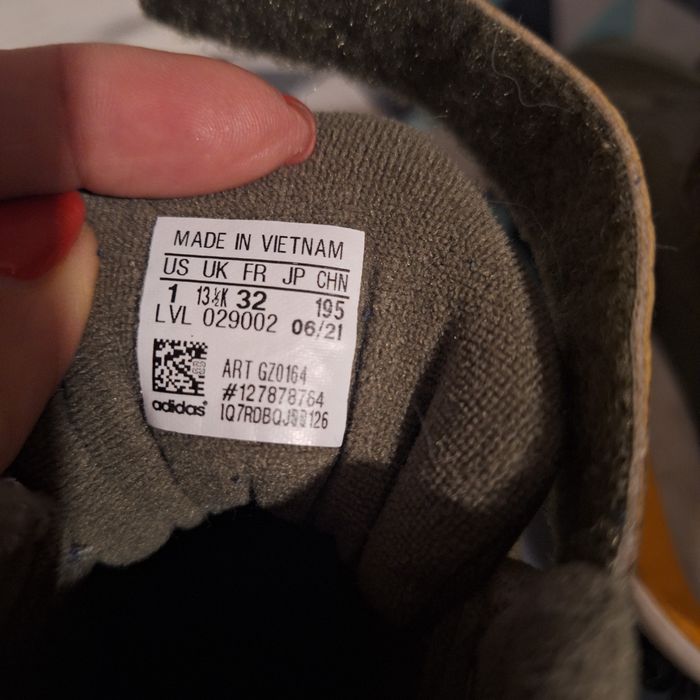 MADE IN VIETNAM
US UK FR JP CHN
1 13½K 32 195
LVL 029002 06/21
ART GZ0164
#127878764
adidas